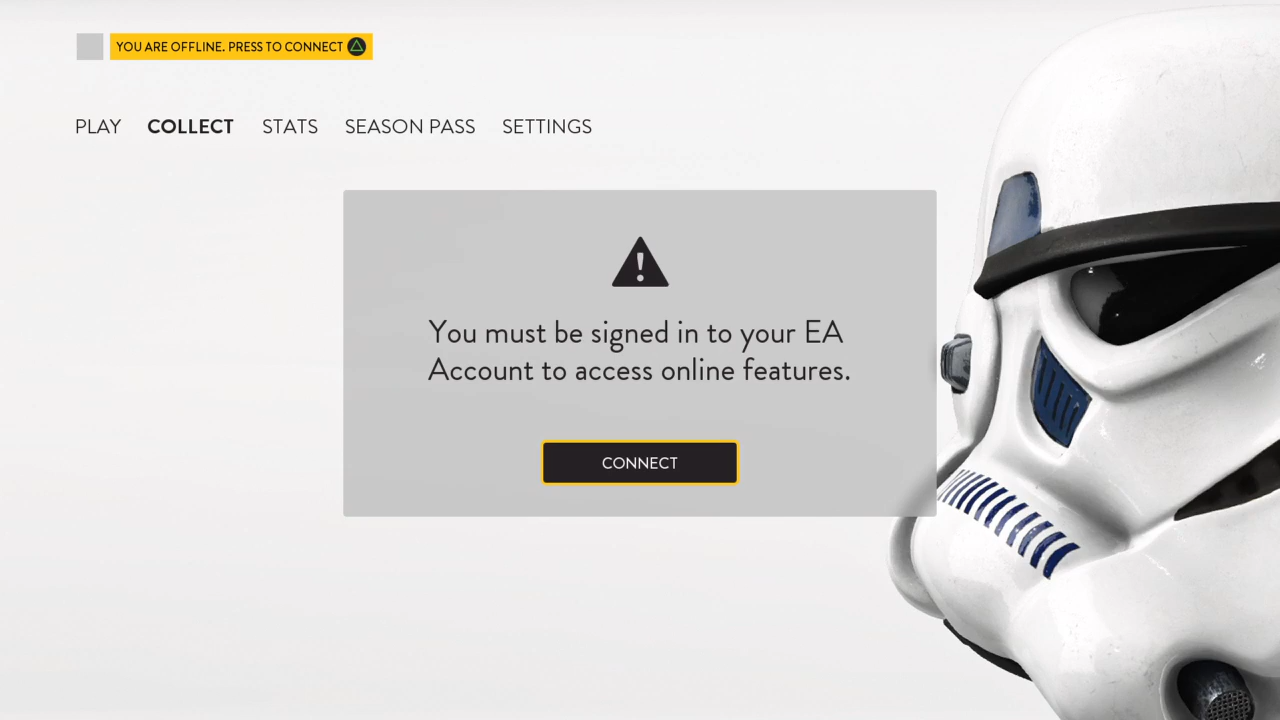 YOU ARE OFFLINE. PRESS TO CONNECT
PLAY COLLECT STATS SEASON PASS SETTINGS
You must be signed in to your EA
Account to access online features.
CONNECT